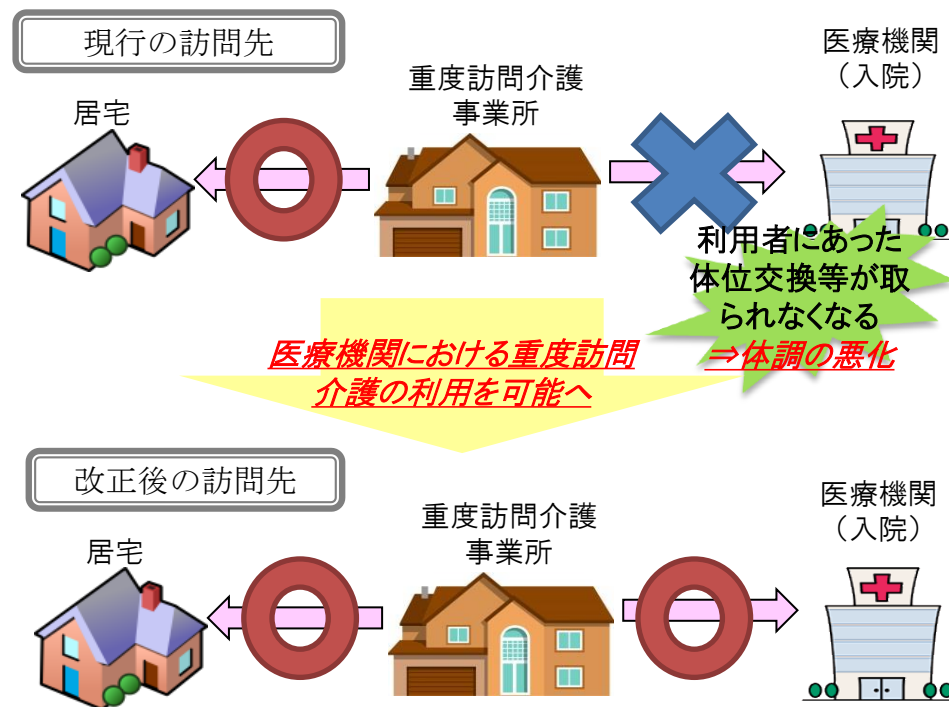 現行の訪問先
医療機関
（入院）
重度訪問介護
事業所
居宅
利用者にあった
体位交換等が取
られなくなる
⇒体調の悪化
医療機関における重度訪問
介護の利用を可能へ
改正後の訪問先
医療機関
（入院）
重度訪問介護
事業所
居宅